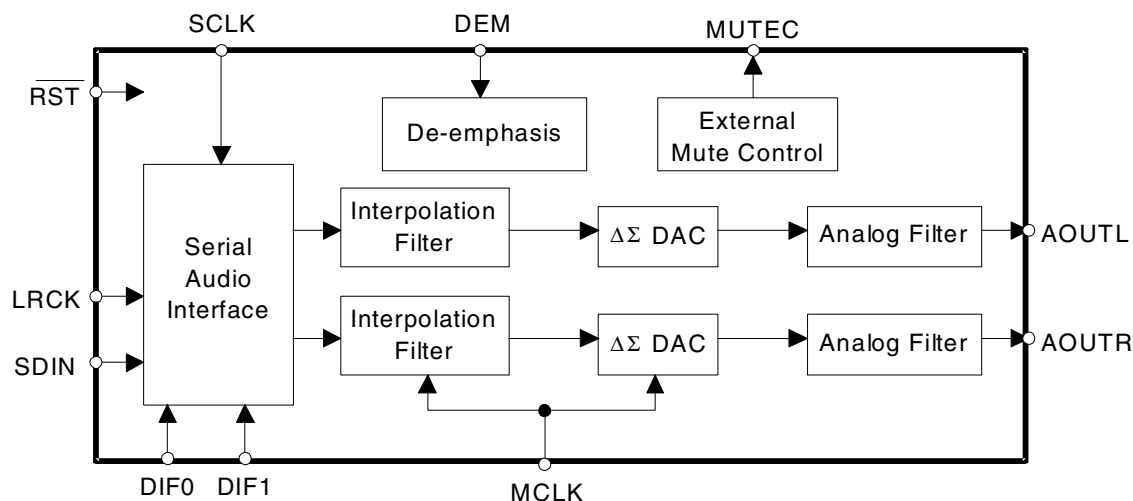 SCLK
DEM
MUTEC
RST
De-emphasis
External
Mute Control
Serial
Audio
Interface
Interpolation
Filter
ΔΣ DAC
Analog Filter
AOUTL
LRCK
SDIN
Interpolation
Filter
ΔΣ DAC
Analog Filter
AOUTR
DIF0
DIF1
MCLK